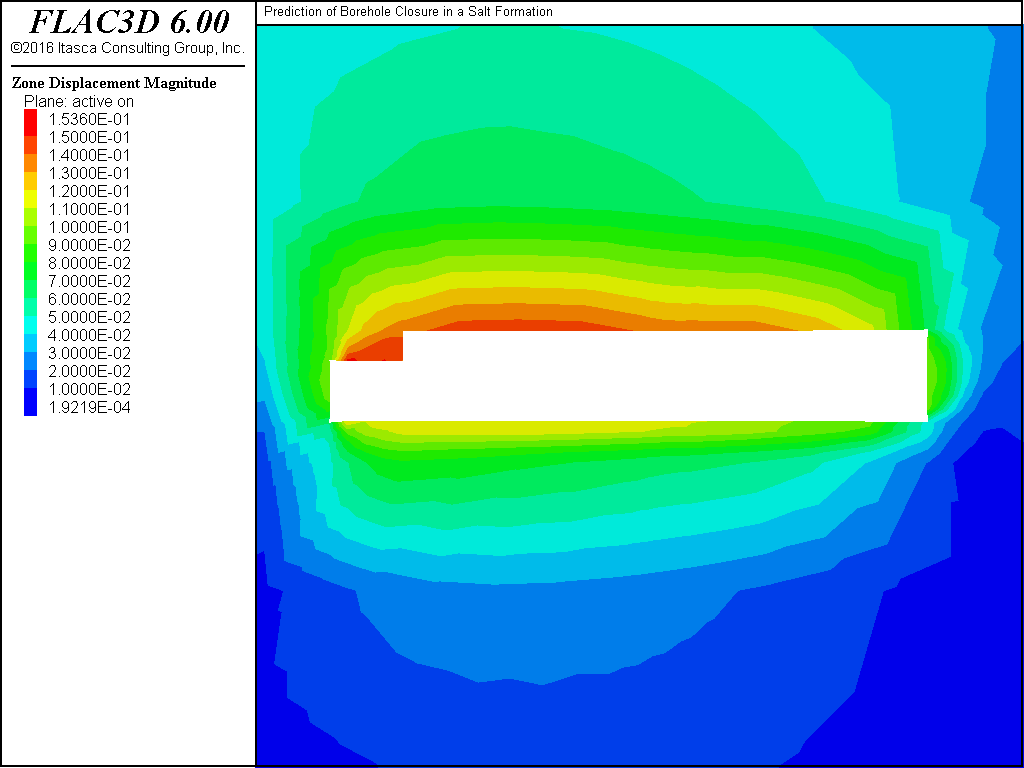 FLAC3D 6.00
©2016 Itasca Consulting Group, Inc.
Zone Displacement Magnitude
Plane: active on
1.5360E-01
1.5000E-01
1.4000E-01
1.3000E-01
1.2000E-01
1.1000E-01
1.0000E-01
9.0000E-02
8.0000E-02
7.0000E-02
6.0000E-02
5.0000E-02
4.0000E-02
3.0000E-02
2.0000E-02
1.0000E-02
1.9219E-04
Prediction of Borehole Closure in a Salt Formation